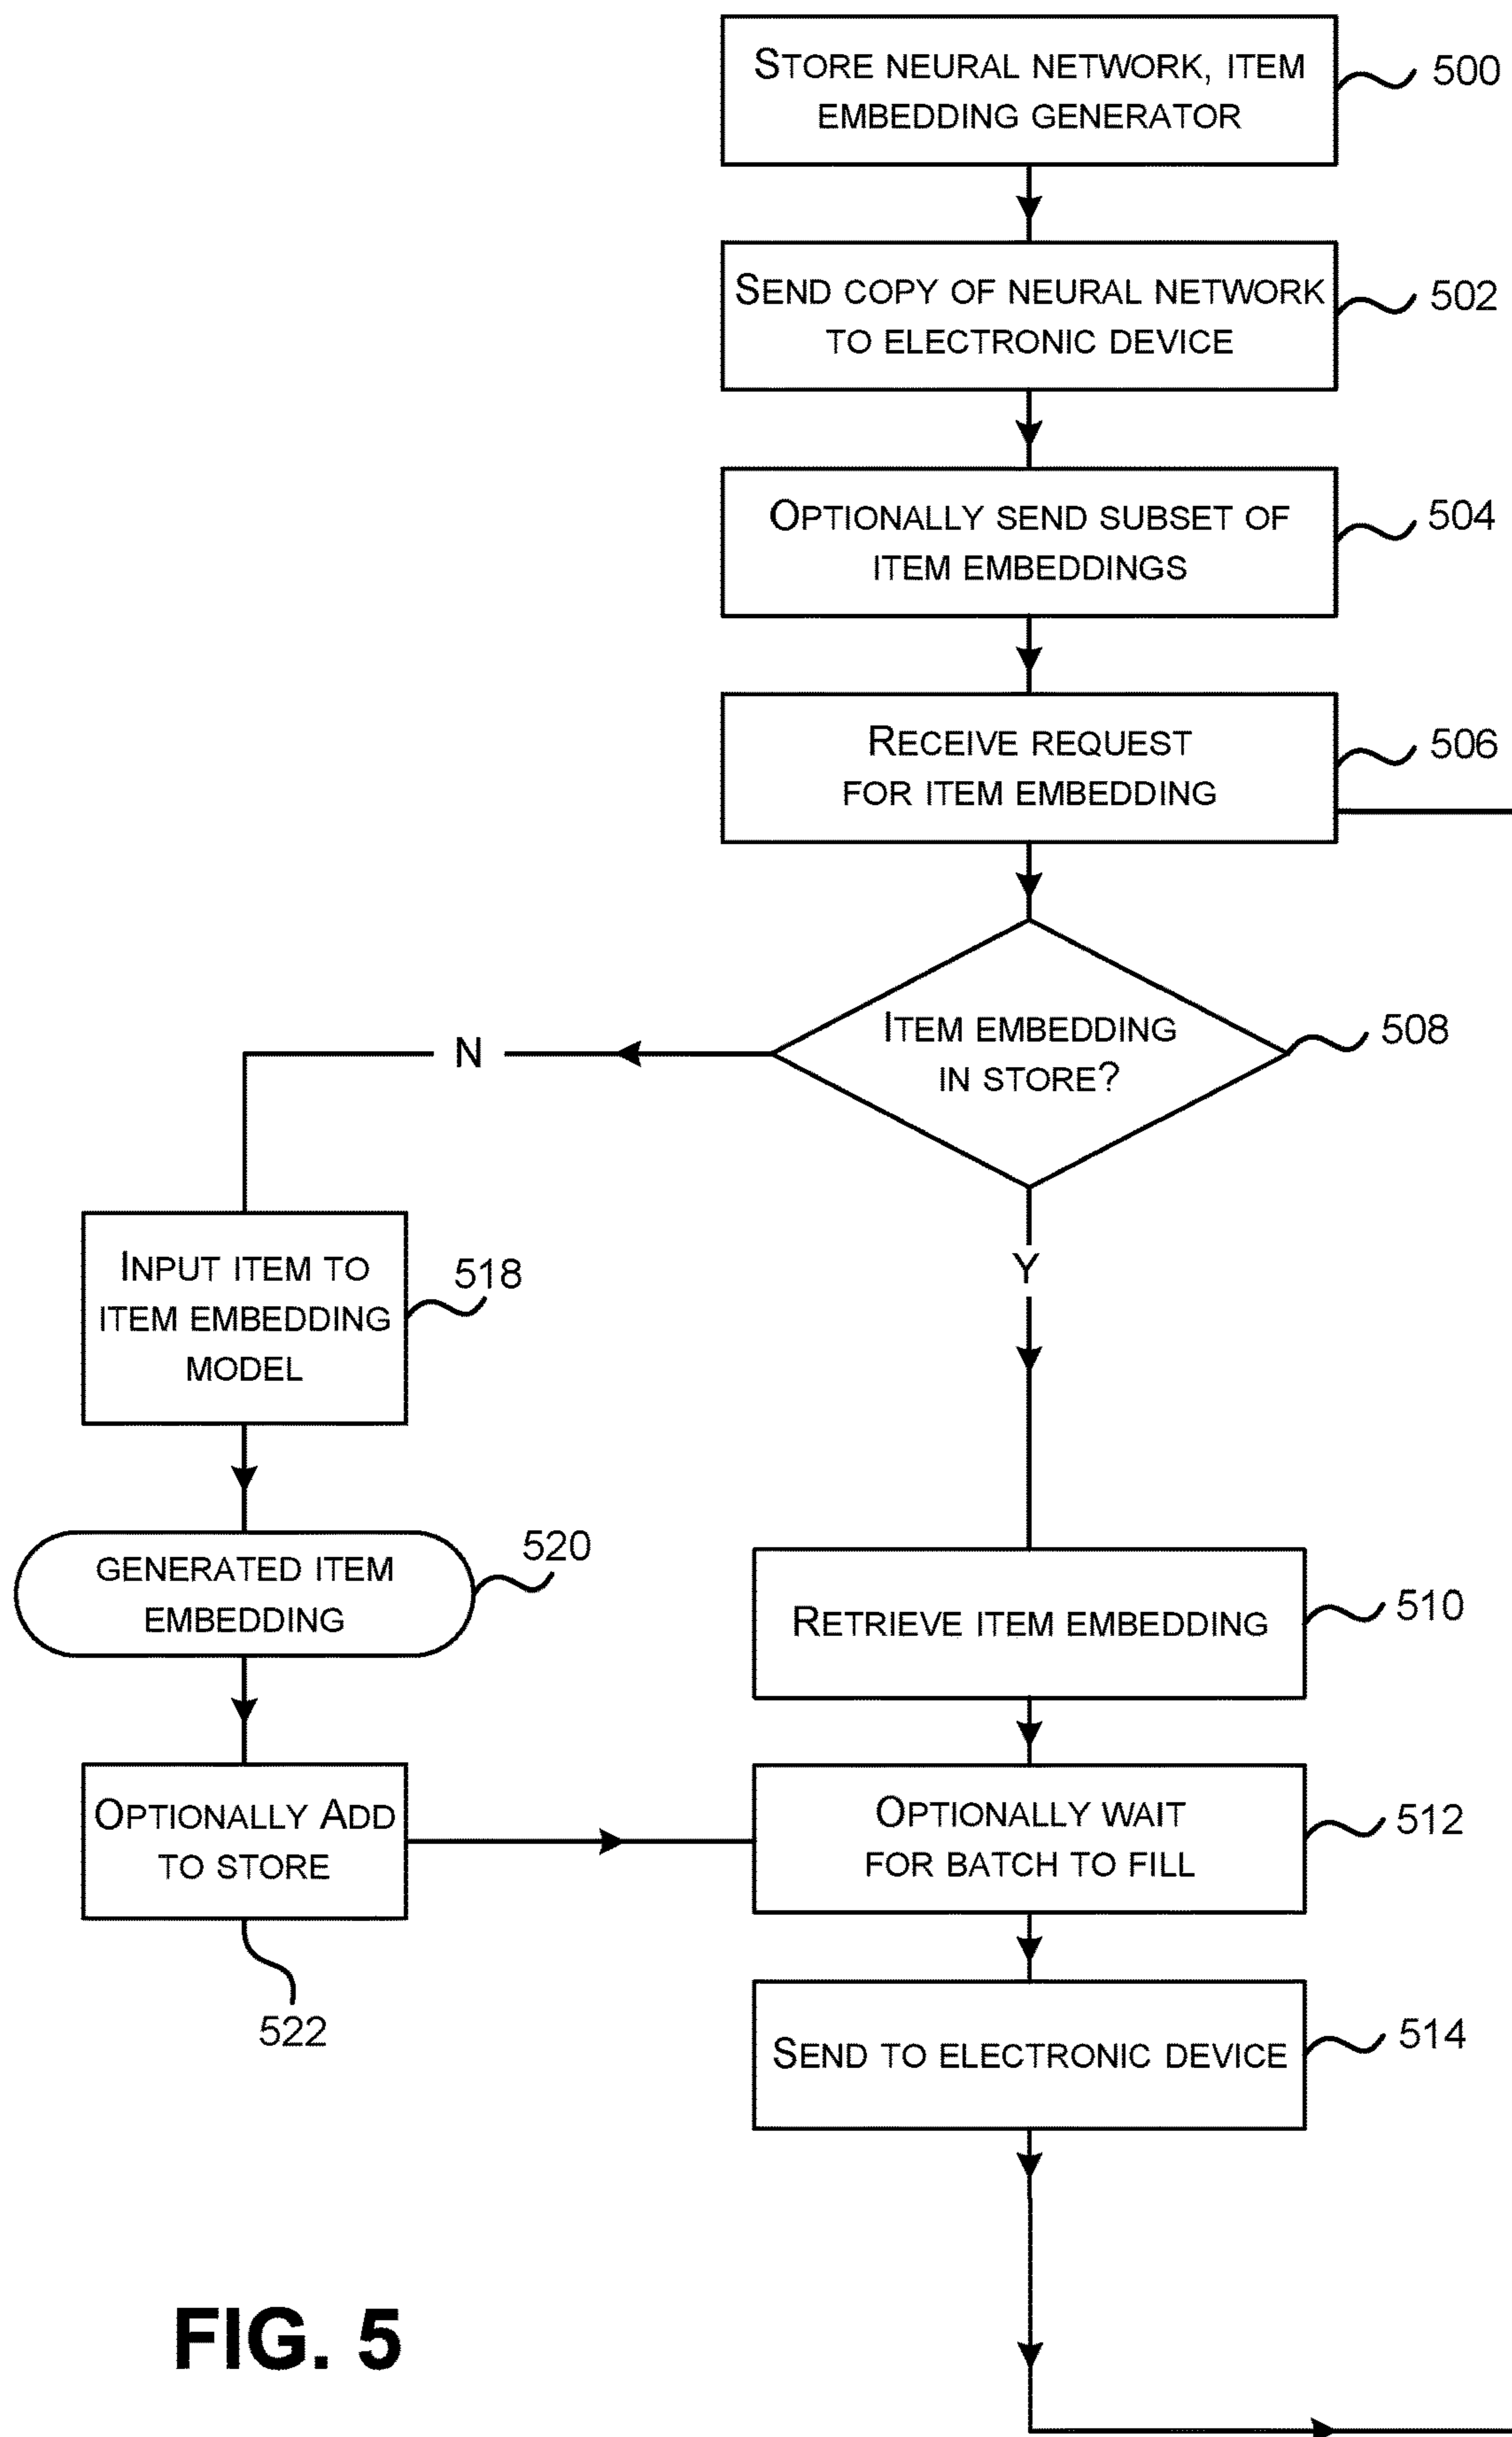 STORE NEURAL NETWORK, ITEM
EMBEDDING GENERATOR
500
SEND COPY OF NEURAL NETWORK
TO ELECTRONIC DEVICE
502
OPTIONALLY SEND SUBSET OF
ITEM EMBEDDINGS
504
RECEIVE REQUEST
FOR ITEM EMBEDDING
506
ITEM EMBEDDING
IN STORE?
508
N
Y
INPUT ITEM TO
ITEM EMBEDDING
MODEL
518
GENERATED ITEM
EMBEDDING
520
RETRIEVE ITEM EMBEDDING
510
OPTIONALLY ADD
TO STORE
522
OPTIONALLY WAIT
FOR BATCH TO FILL
512
SEND TO ELECTRONIC DEVICE
514
FIG. 5